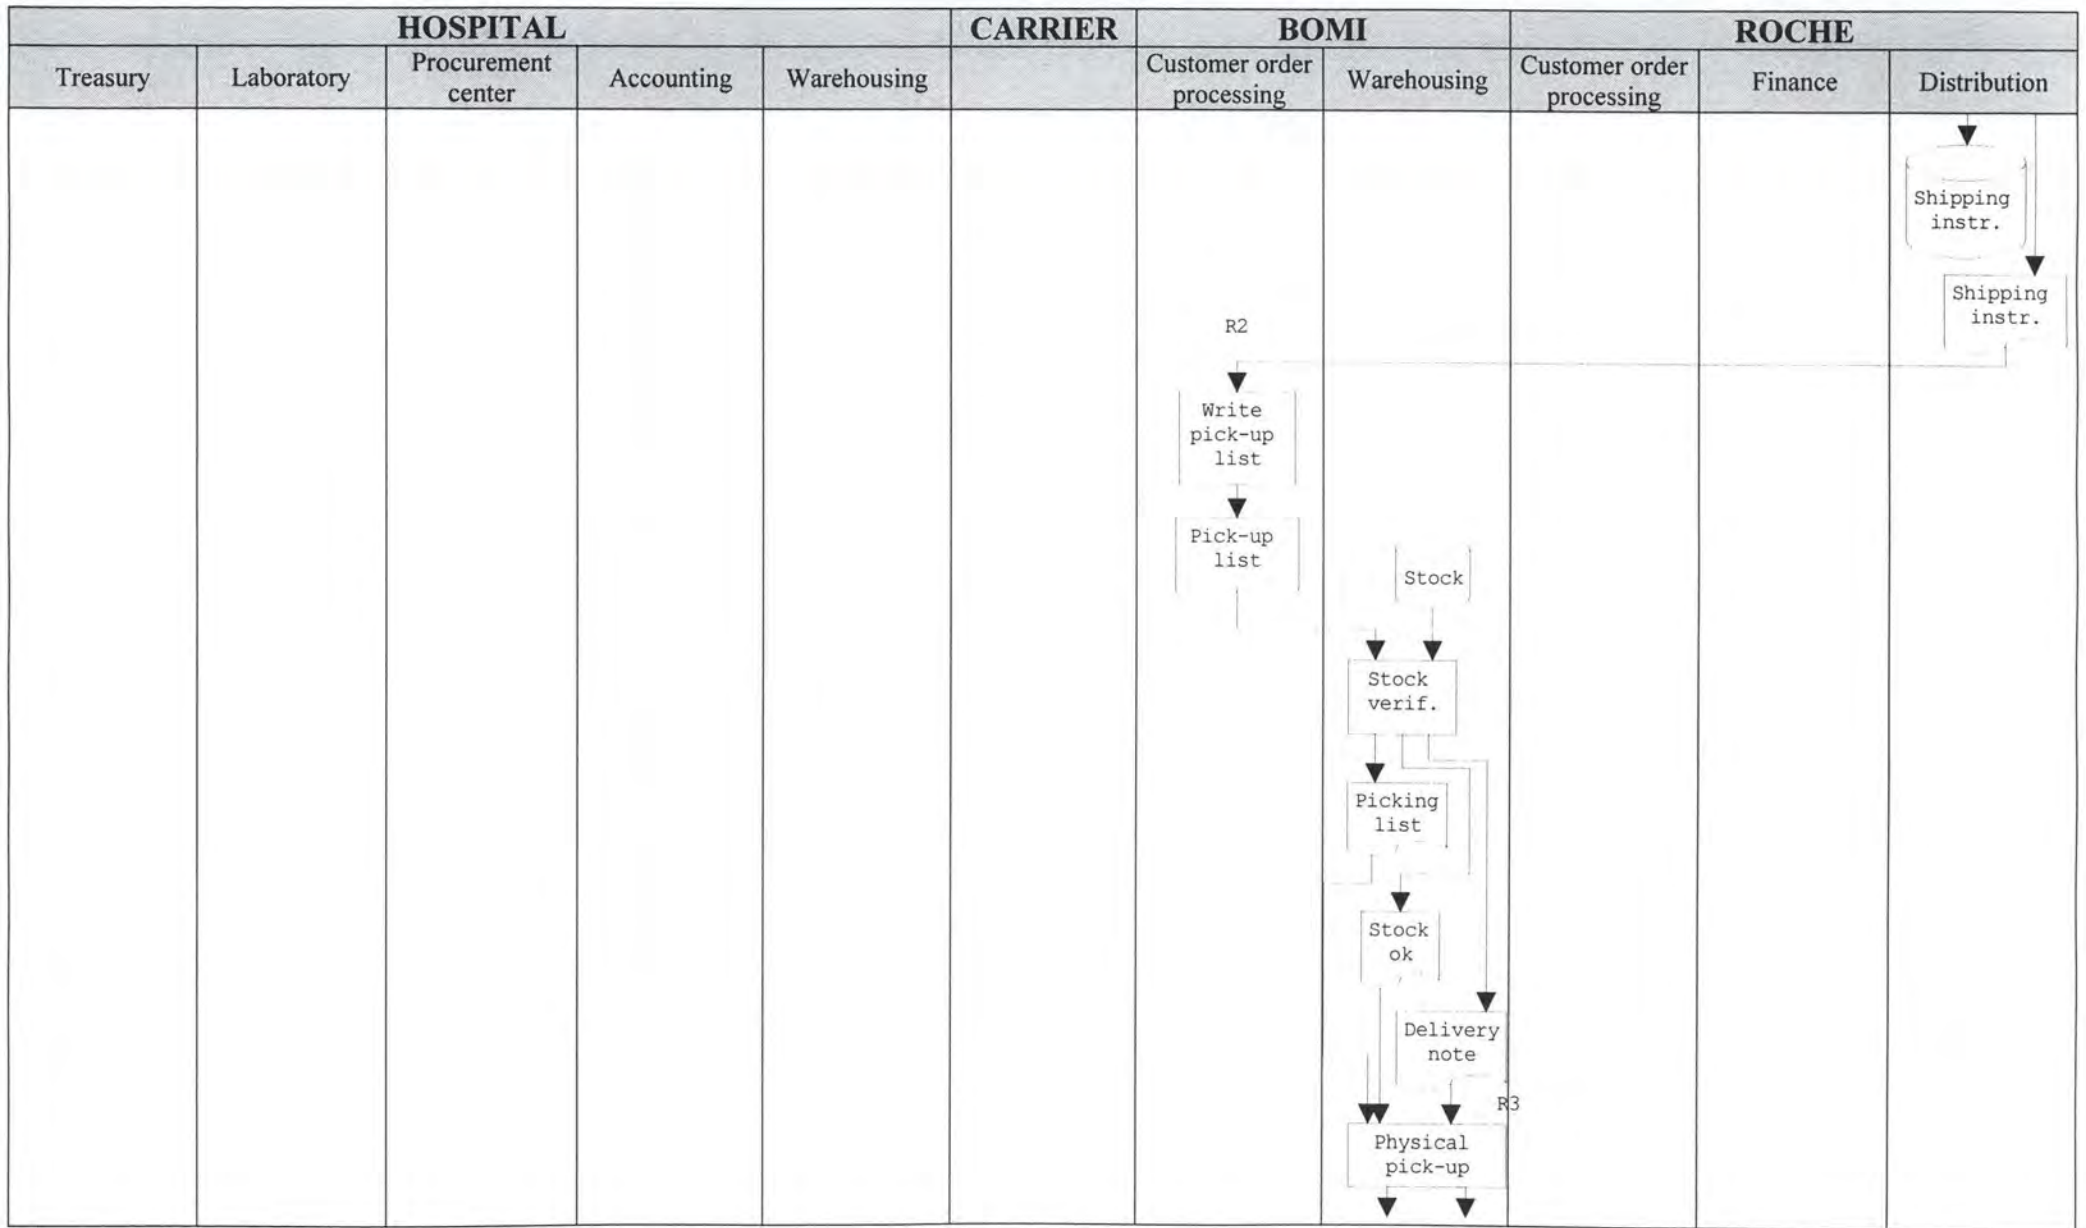 HOSPITAL CARRIER BOMI ROCHE
Treasury Laboratory Procurement center Accounting Warehousing Customer order processing Warehousing Customer order processing Finance Distribution
Shipping
instr.
Shipping
instr.
R2
Write
pick-up
list
Pick-up
list
Stock
Stock
verif.
Picking
list
Stock
ok
Delivery
note
R3
Physical
pick-up